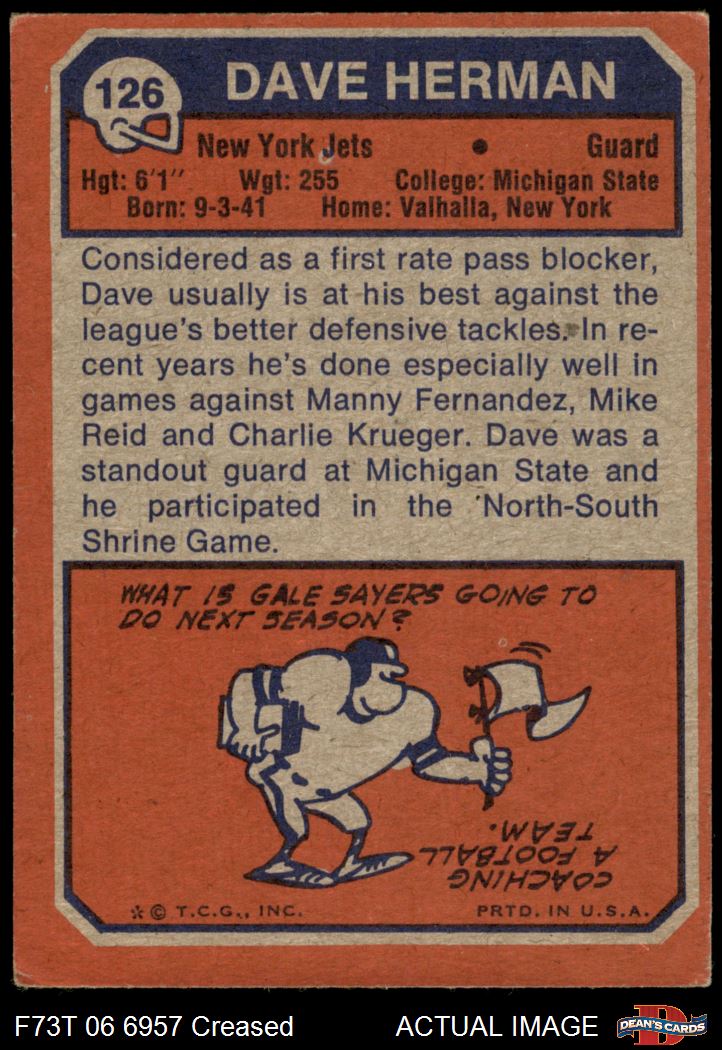 126
DAVE HERMAN
New York Jets • Guard
Hgt: 6'1" Wgt: 255 College: Michigan State
Born: 9-3-41 Home: Valhalla, New York
Considered as a first rate pass blocker,
Dave usually is at his best against the
league's better defensive tackles. In re-
cent years he's done especially well in
games against Manny Fernandez, Mike
Reid and Charlie Krueger. Dave was a
standout guard at Michigan State and
he participated in the North-South
Shrine Game.
WHAT IS GALE SAYERS GOING TO
DO NEXT SEASON?
COACHING
A FOOTBALL
TEAM.
* © T.C.G., INC. PRTD. IN U.S.A.
F73T 06 6957 Creased ACTUAL IMAGE
D
DEAN'S CARDS